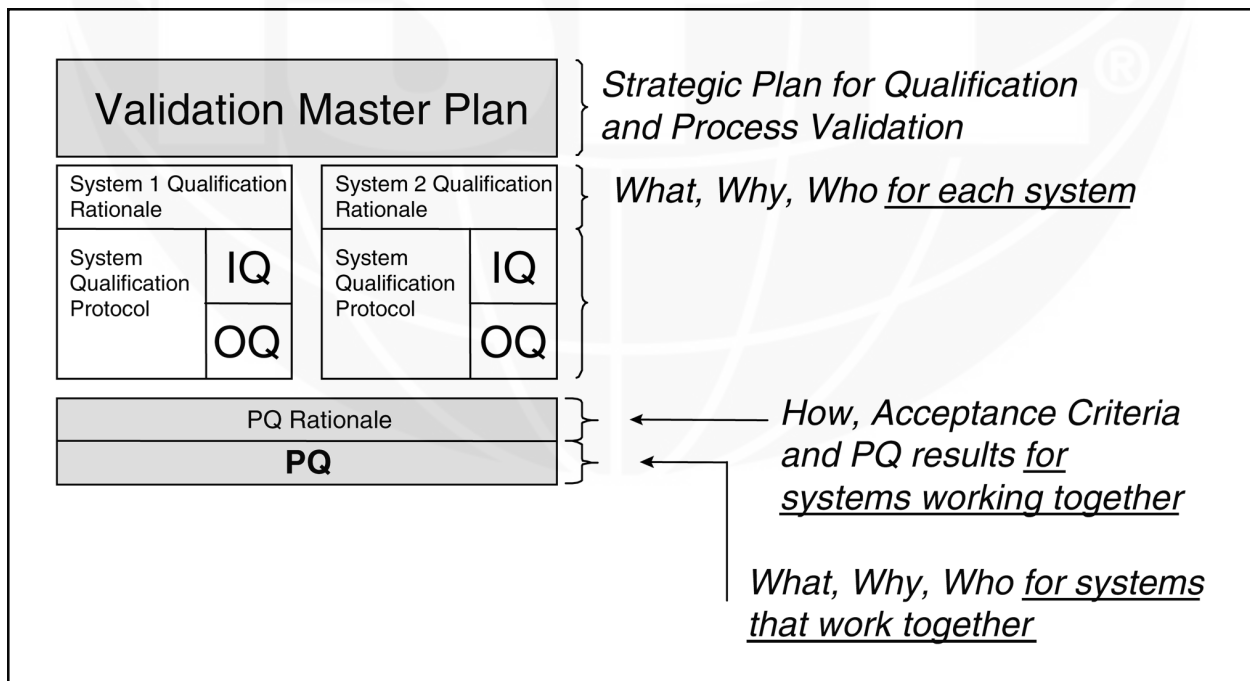 Validation Master Plan
Strategic Plan for Qualification
and Process Validation
System 1 Qualification
Rationale
System 2 Qualification
Rationale
What, Why, Who for each system
System
Qualification
Protocol
IQ
OQ
System
Qualification
Protocol
IQ
OQ
PQ Rationale
PQ
How, Acceptance Criteria
and PQ results for
systems working together
What, Why, Who for systems
that work together
®